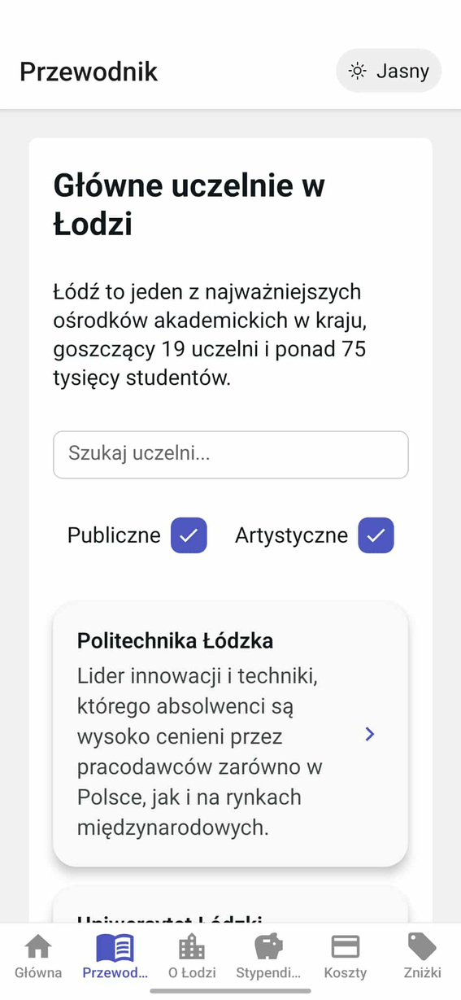 Przewodnik
Jasny
Główne uczelnie w
Łodzi
Łódź to jeden z najważniejszych
ośrodków akademickich w kraju,
goszczący 19 uczelni i ponad 75
tysięcy studentów.
Szukaj uczelni...
Publiczne
Artystyczne
Politechnika Łódzka
Lider innowacji i techniki,
którego absolwenci są
wysoko cenieni przez
pracodawców zarówno w
Polsce, jak i na rynkach
międzynarodowych.
Uniwersytet Łódzki
Główna
Przewod...
O Łodzi
Stypendi...
Koszty
Zniżki